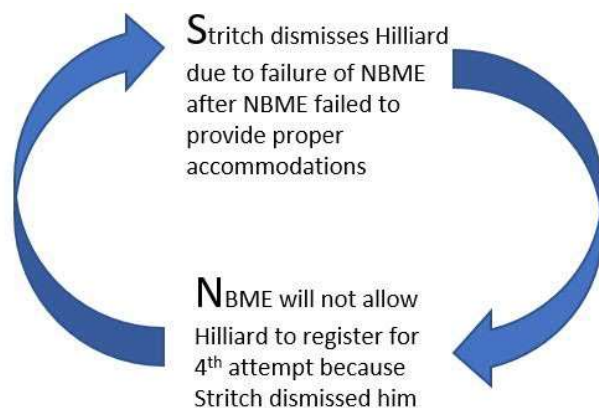 Stritch dismisses Hilliard
due to failure of NBME
after NBME failed to
provide proper
accommodations
NBME will not allow
Hilliard to register for
4th attempt because
Stritch dismissed him